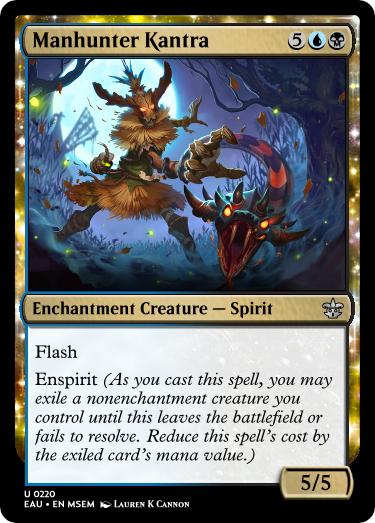 Manhunter Kantra 5
Enchantment Creature — Spirit
Flash
Enspirit (As you cast this spell, you may
exile a nonenchantment creature you
control until this leaves the battlefield or
fails to resolve. Reduce this spell's cost by
the exiled card's mana value.)
5/5
U 0220
EAU • EN MSEM Lauren K Cannon